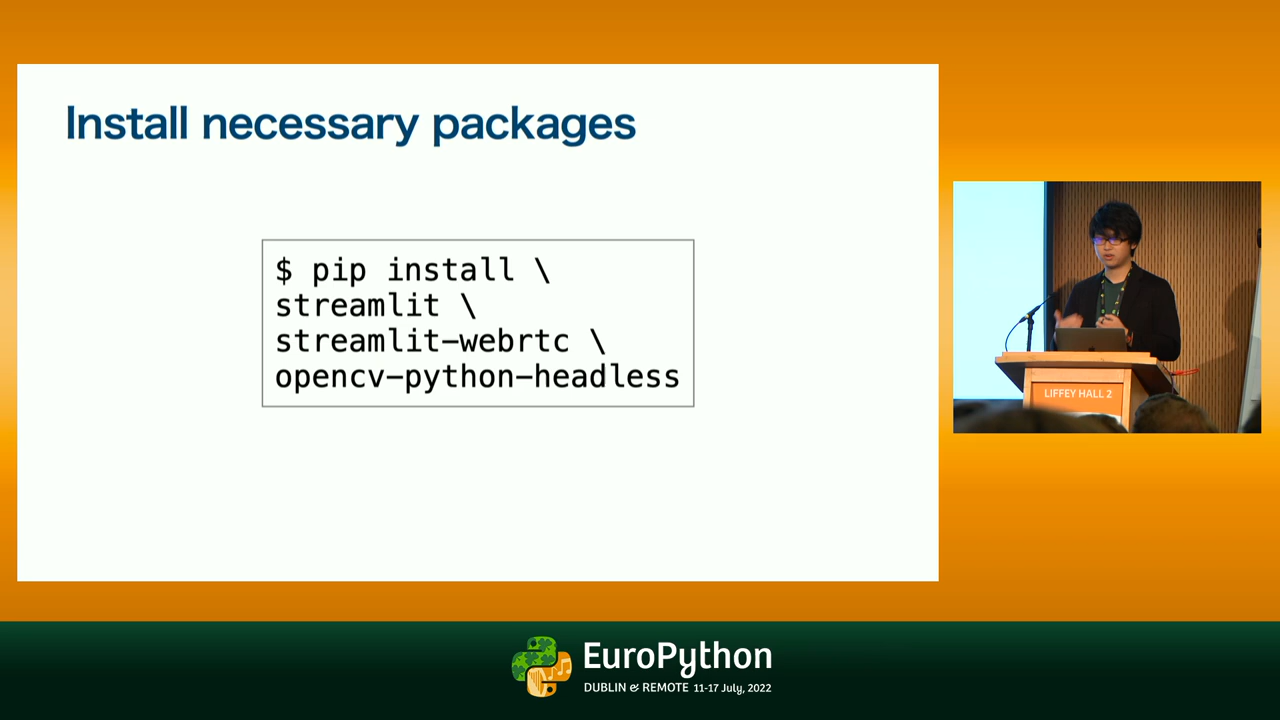 Install necessary packages
$ pip install \
streamlit \
streamlit-webrtc \
opencv-python-headless
LIFFEY HALL 2
EuroPython
DUBLIN & REMOTE 11-17 July, 2022